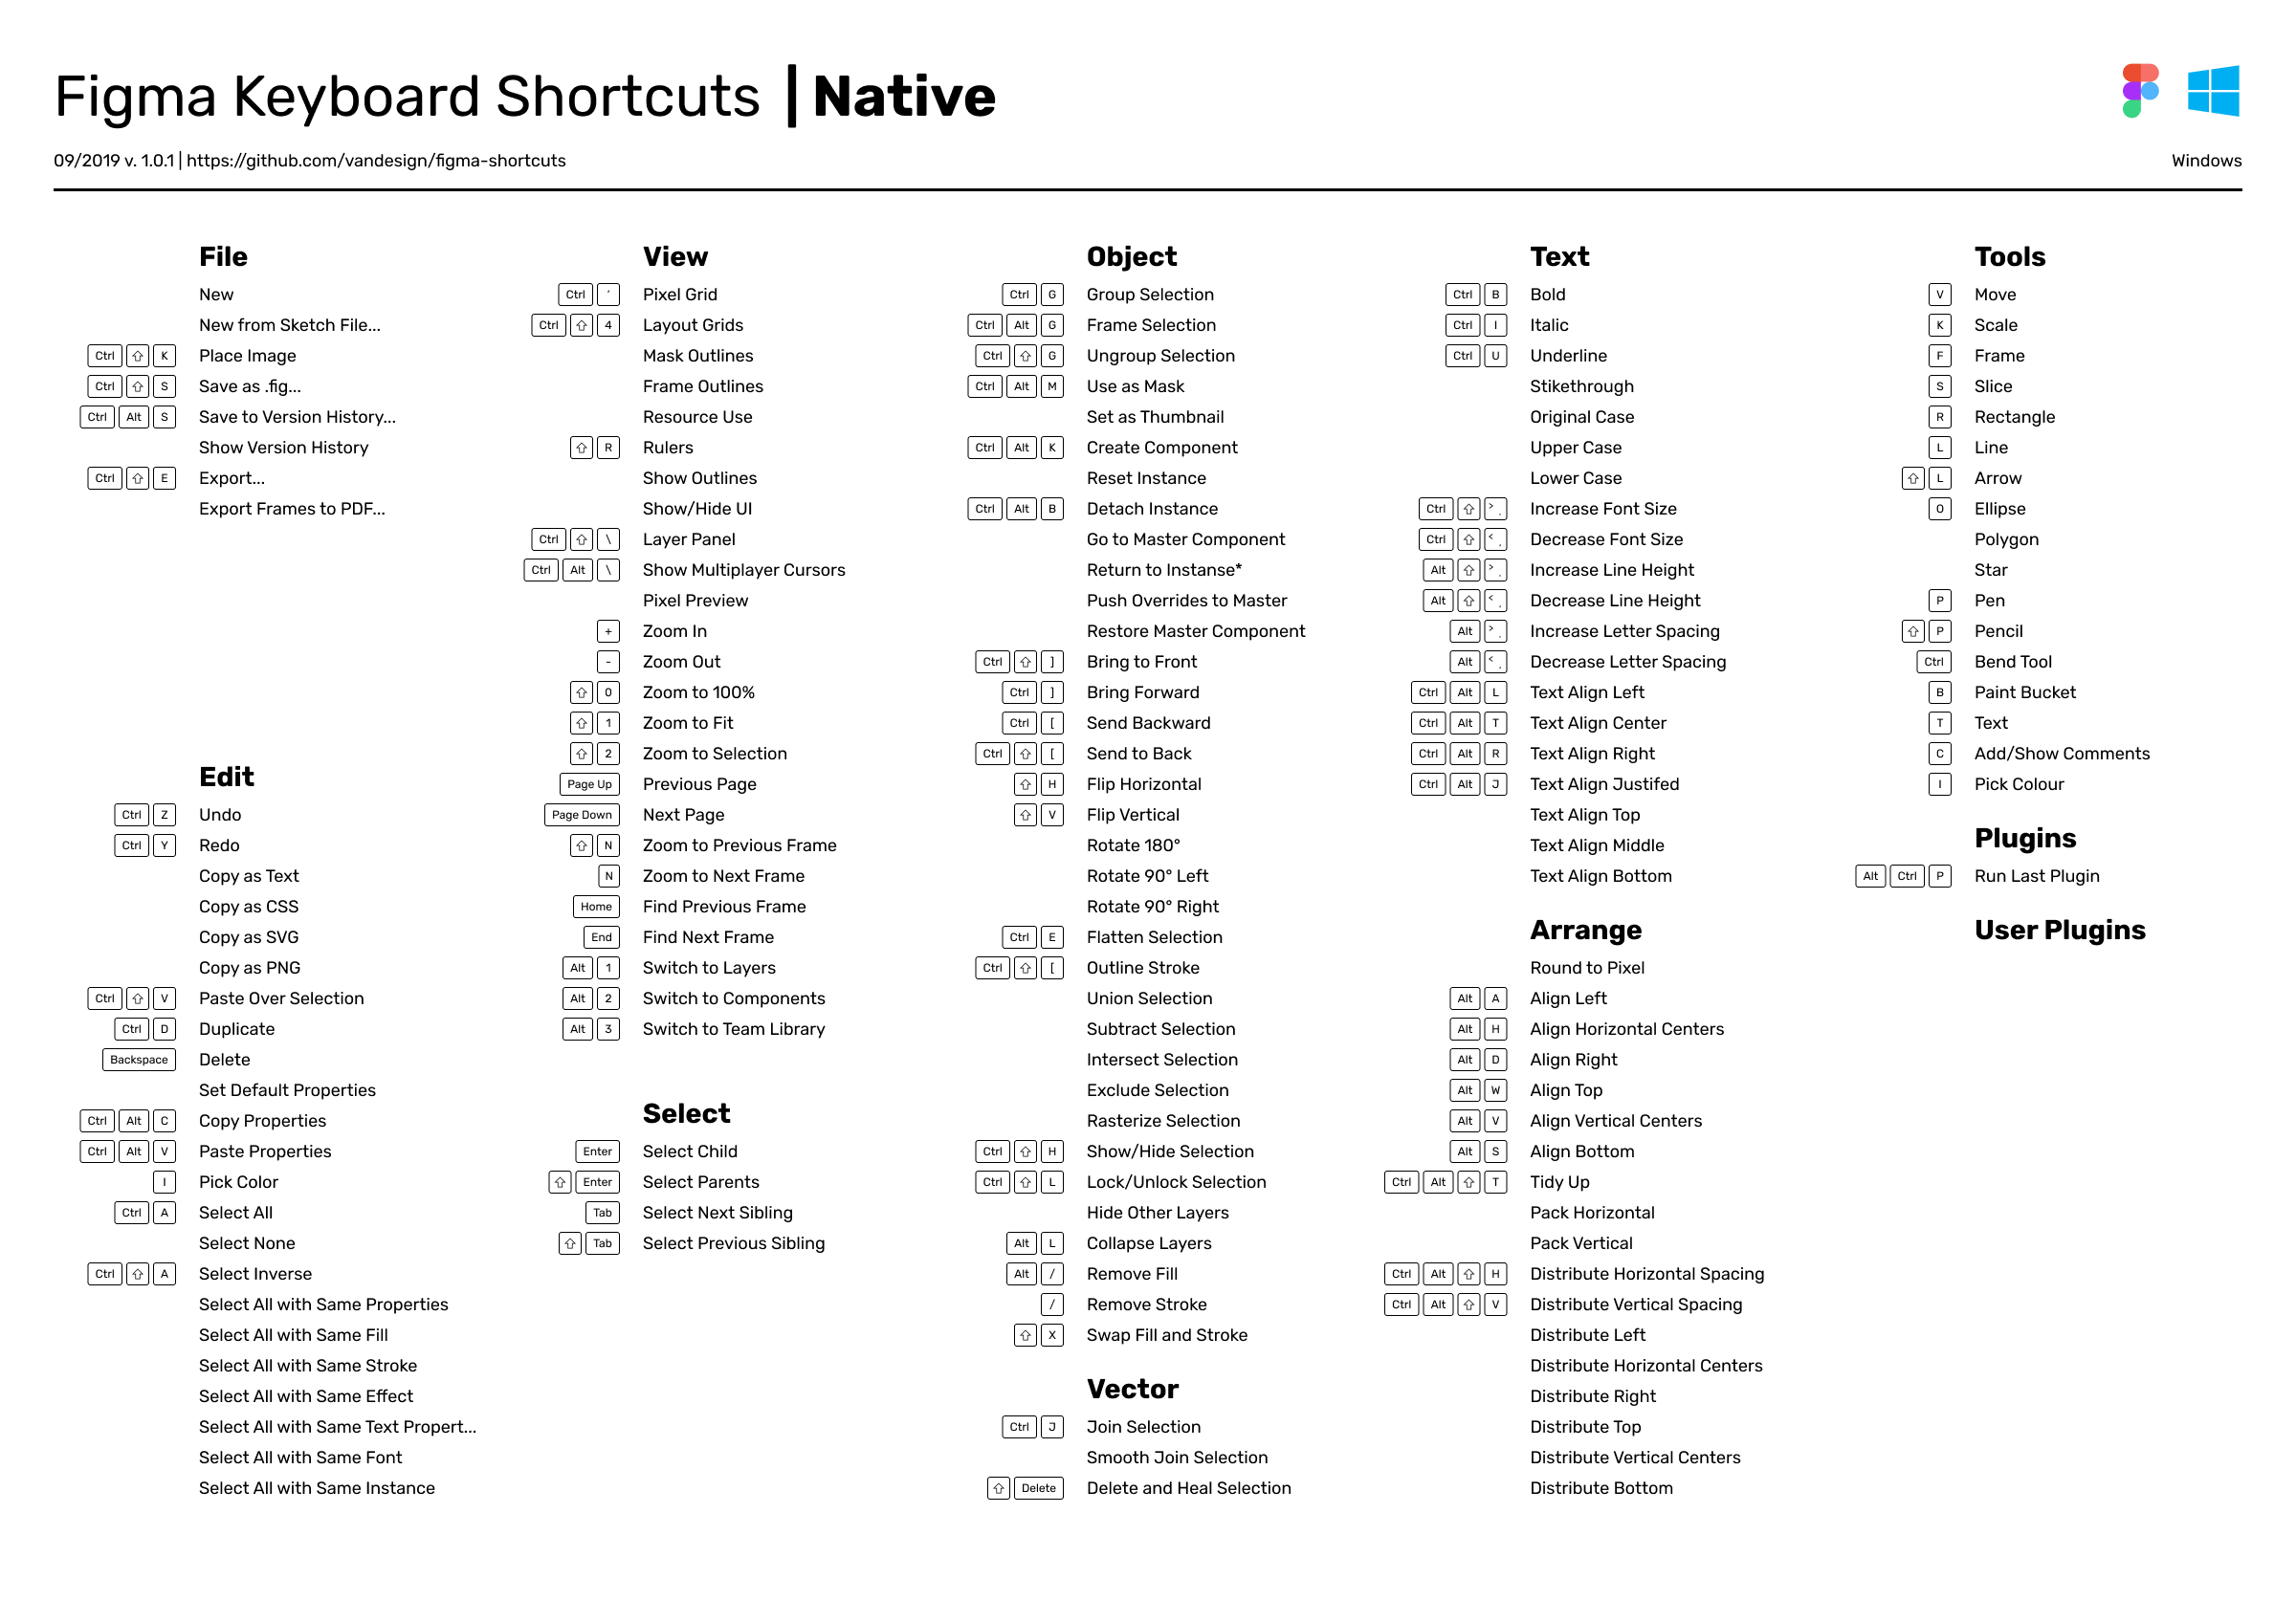 Figma Keyboard Shortcuts | Native
09/2019 v. 1.0.1 | https://github.com/vandesign/figma-shortcuts
Windows
File
New
New from Sketch File...
Ctrl ⇧ K Place Image
Ctrl ⇧ S Save as .fig...
Ctrl Alt S Save to Version History...
Show Version History
Ctrl ⇧ E Export...
Export Frames to PDF...
Edit
Ctrl Z Undo
Ctrl Y Redo
Copy as Text
Copy as CSS
Copy as SVG
Copy as PNG
Ctrl ⇧ V Paste Over Selection
Ctrl D Duplicate
Backspace Delete
Set Default Properties
Ctrl Alt C Copy Properties
Ctrl Alt V Paste Properties
I Pick Color
Ctrl A Select All
Select None
Ctrl ⇧ A Select Inverse
Select All with Same Properties
Select All with Same Fill
Select All with Same Stroke
Select All with Same Effect
Select All with Same Text Propert...
Select All with Same Font
Select All with Same Instance
View
Ctrl ' Pixel Grid
Ctrl ⇧ 4 Layout Grids
Mask Outlines
Frame Outlines
Resource Use
⇧ R Rulers
Show Outlines
Show/Hide UI
Ctrl ⇧ \ Layer Panel
Ctrl Alt \ Show Multiplayer Cursors
Pixel Preview
+ Zoom In
- Zoom Out
⇧ 0 Zoom to 100%
⇧ 1 Zoom to Fit
⇧ 2 Zoom to Selection
Page Up Previous Page
Page Down Next Page
⇧ N Zoom to Previous Frame
N Zoom to Next Frame
Home Find Previous Frame
End Find Next Frame
Alt 1 Switch to Layers
Alt 2 Switch to Components
Alt 3 Switch to Team Library
Select
Enter Select Child
⇧ Enter Select Parents
Tab Select Next Sibling
⇧ Tab Select Previous Sibling
Object
Ctrl G Group Selection
Ctrl Alt G Frame Selection
Ctrl ⇧ G Ungroup Selection
Ctrl Alt M Use as Mask
Set as Thumbnail
Ctrl Alt K Create Component
Reset Instance
Ctrl Alt B Detach Instance
Go to Master Component
Return to Instanse*
Push Overrides to Master
Restore Master Component
Ctrl ⇧ ] Bring to Front
Ctrl ] Bring Forward
Ctrl [ Send Backward
Ctrl ⇧ [ Send to Back
⇧ H Flip Horizontal
⇧ V Flip Vertical
Rotate 180°
Rotate 90° Left
Rotate 90° Right
Ctrl E Flatten Selection
Ctrl ⇧ [ Outline Stroke
Union Selection
Subtract Selection
Intersect Selection
Exclude Selection
Rasterize Selection
Ctrl ⇧ H Show/Hide Selection
Ctrl ⇧ L Lock/Unlock Selection
Hide Other Layers
Alt L Collapse Layers
Alt / Remove Fill
/ Remove Stroke
⇧ X Swap Fill and Stroke
Vector
Ctrl J Join Selection
Smooth Join Selection
⇧ Delete Delete and Heal Selection
Text
Ctrl B Bold
Ctrl I Italic
Ctrl U Underline
Stikethrough
Original Case
Upper Case
Lower Case
Ctrl ⇧ > . Increase Font Size
Ctrl ⇧ < , Decrease Font Size
Alt ⇧ > . Increase Line Height
Alt ⇧ < , Decrease Line Height
Alt > . Increase Letter Spacing
Alt < , Decrease Letter Spacing
Ctrl Alt L Text Align Left
Ctrl Alt T Text Align Center
Ctrl Alt R Text Align Right
Ctrl Alt J Text Align Justifed
Text Align Top
Text Align Middle
Text Align Bottom
Arrange
Round to Pixel
Alt A Align Left
Alt H Align Horizontal Centers
Alt D Align Right
Alt W Align Top
Alt V Align Vertical Centers
Alt S Align Bottom
Ctrl Alt ⇧ T Tidy Up
Pack Horizontal
Pack Vertical
Ctrl Alt ⇧ H Distribute Horizontal Spacing
Ctrl Alt ⇧ V Distribute Vertical Spacing
Distribute Left
Distribute Horizontal Centers
Distribute Right
Distribute Top
Distribute Vertical Centers
Distribute Bottom
Tools
V Move
K Scale
F Frame
S Slice
R Rectangle
L Line
⇧ L Arrow
O Ellipse
Polygon
Star
P Pen
⇧ P Pencil
Ctrl Bend Tool
B Paint Bucket
T Text
C Add/Show Comments
I Pick Colour
Plugins
Alt Ctrl P Run Last Plugin
User Plugins